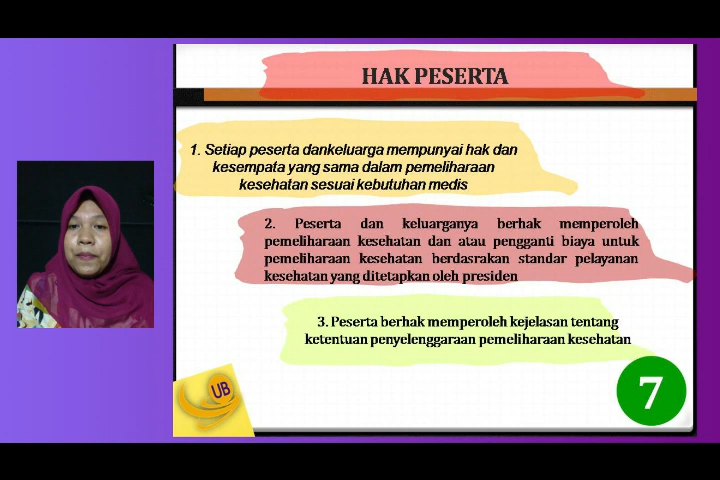 HAK PESERTA
1. Setiap peserta dankeluarga mempunyai hak dan
kesempata yang sama dalam pemeliharaan
kesehatan sesuai kebutuhan medis
2. Peserta dan keluarganya berhak memperoleh
pemeliharaan kesehatan dan atau pengganti biaya untuk
pemeliharaan kesehatan berdasrakan standar pelayanan
kesehatan yang ditetapkan oleh presiden
3. Peserta berhak memperoleh kejelasan tentang
ketentuan penyelenggaraan pemeliharaan kesehatan
UB
7